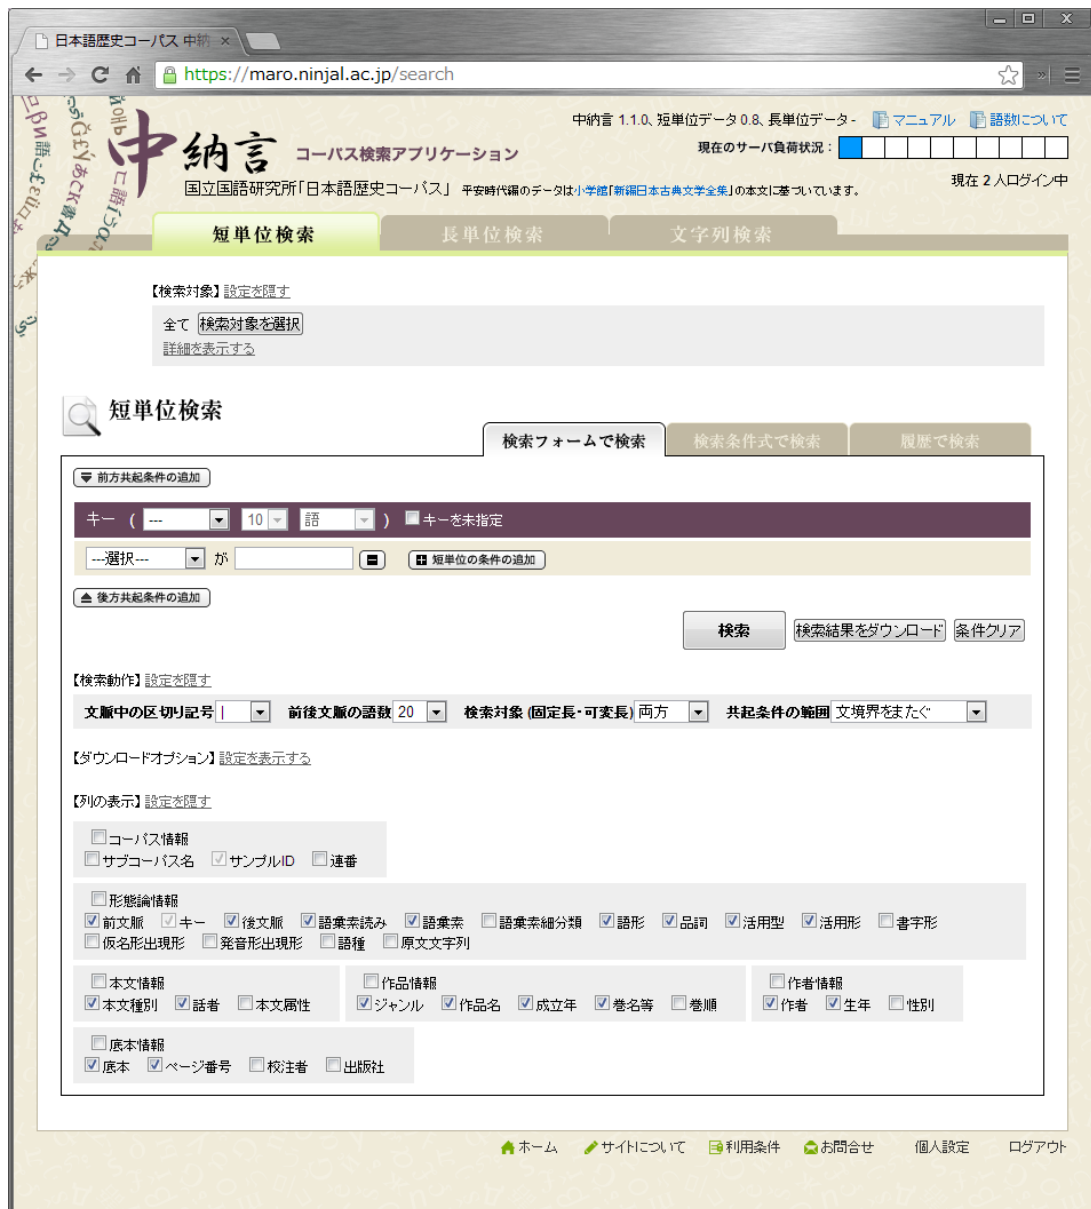 日本語歴史コーパス 中納
https://maro.ninjal.ac.jp/search
中納言 1.1.0、短単位データ 0.8、長単位データ - マニュアル 語数について
中納言 コーパス検索アプリケーション
現在のサーバ負荷状況：
国立国語研究所「日本語歴史コーパス」 平安時代編のデータは小学館「新編日本古典文学全集」の本文に基づいています。
現在 2 人ログイン中
短単位検索 長単位検索 文字列検索
【検索対象】 設定を隠す
全て 検索対象を選択
詳細を表示する
短単位検索
検索フォームで検索 検索条件式で検索 履歴で検索
前方共起条件の追加
キー ( --- 10 語 ) キーを未指定
---選択--- が 短単位の条件の追加
後方共起条件の追加
検索 検索結果をダウンロード 条件クリア
【検索動作】 設定を隠す
文脈中の区切り記号 | 前後文脈の語数 20 検索対象 (固定長・可変長) 両方 共起条件の範囲 文境界をまたぐ
【ダウンロードオプション】 設定を表示する
【列の表示】 設定を隠す
コーパス情報
サブコーパス名 サンプルID 連番
形態論情報
前文脈 キー 後文脈 語彙素読み 語彙素 語彙素細分類 語形 品詞 活用型 活用形 書字形
仮名形出現形 発音形出現形 語種 原文文字列
本文情報 作品情報 作者情報
本文種別 話者 本文属性 ジャンル 作品名 成立年 巻名等 巻順 作者 生年 性別
底本情報
底本 ページ番号 校注者 出版社
ホーム サイトについて 利用条件 お問合せ 個人設定 ログアウト